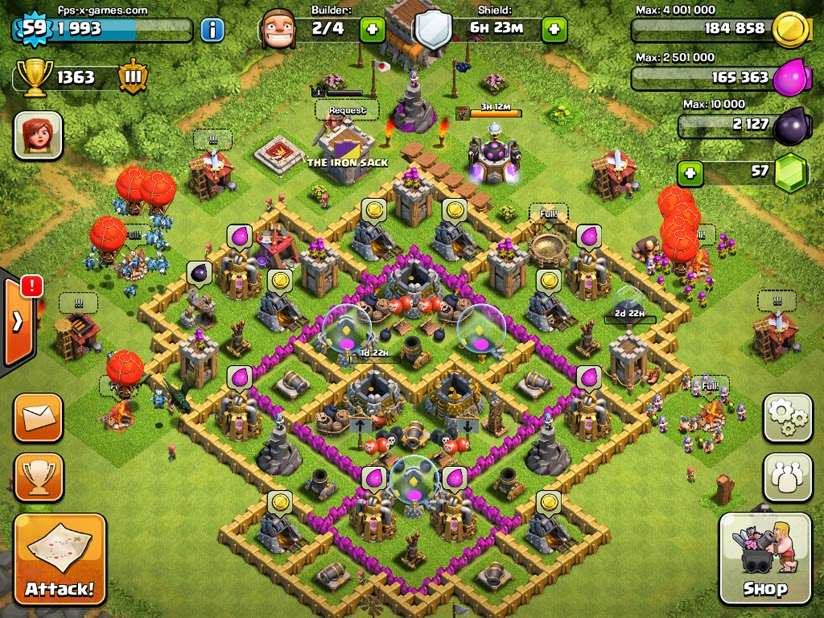 fps-x-games.com
Builder:
Shield:
Max: 4 001 000
59
1 993
i
2/4
6h 23m
184 858
Max: 2 501 000
1363
III
165 363
Max: 10 000
3h 12m
2 127
Request
THE IRON SACK
57
Full!
!
2d 22h
1d 22h
Full!
Attack!
Shop